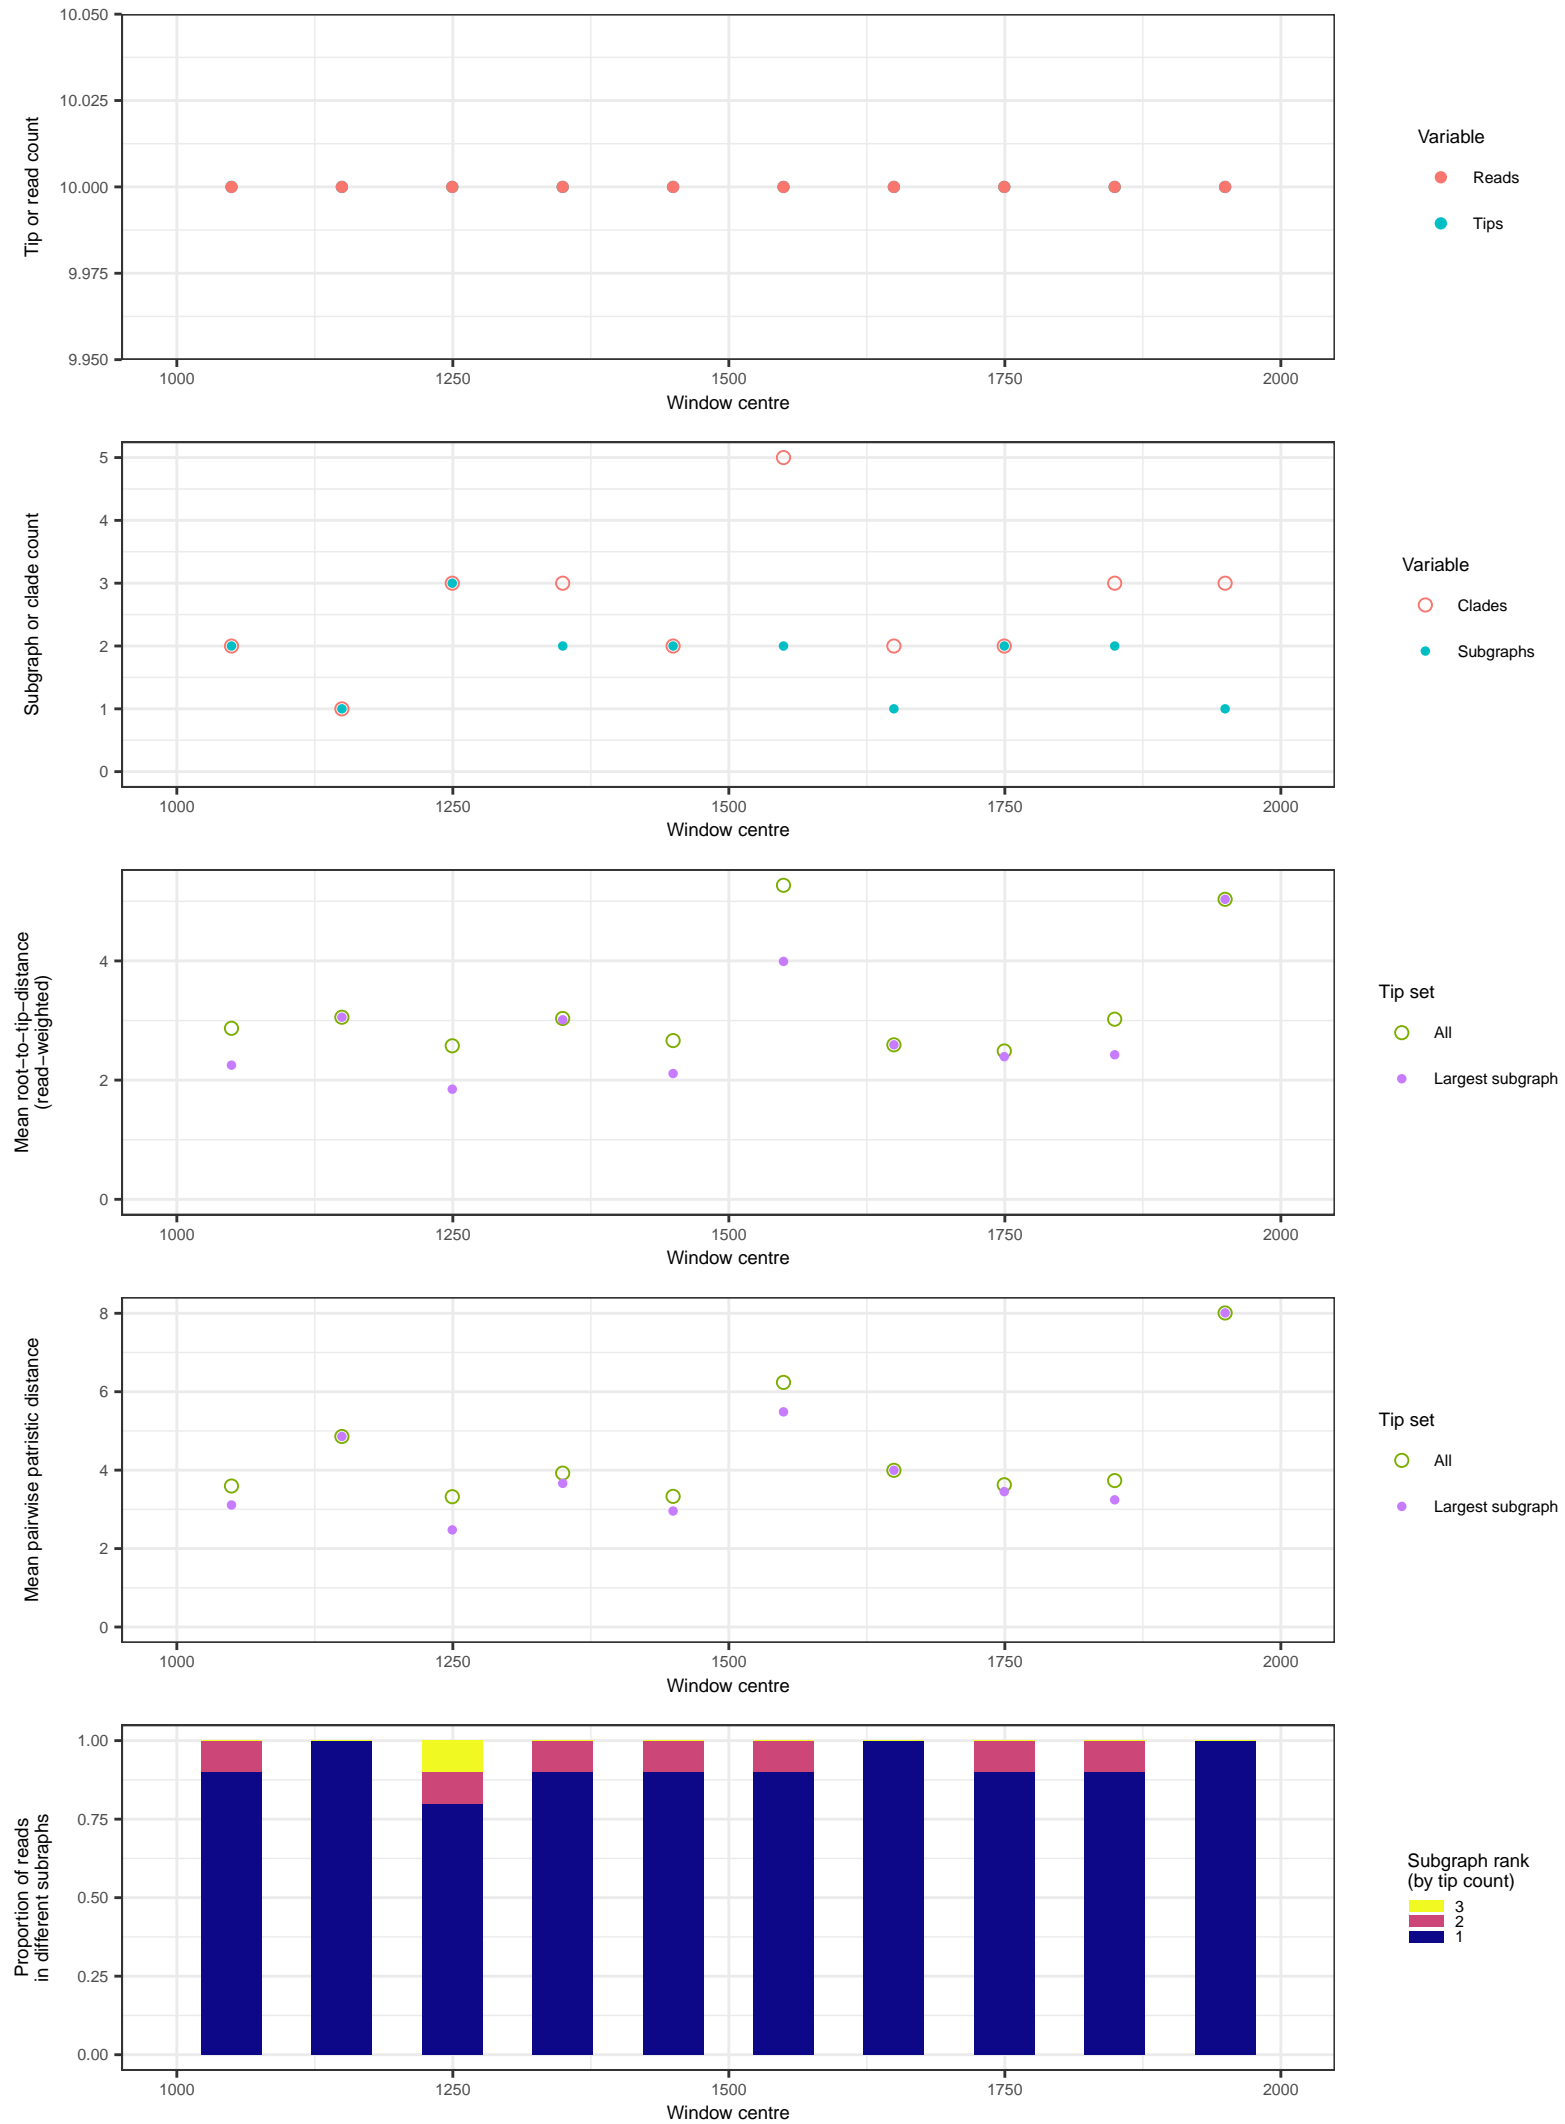 10.050
10.025
10.000
9.975
9.950
Tip or read count
1000 1250 1500 1750 2000
Window centre
Variable
Reads
Tips
5
4
3
2
1
0
Subgraph or clade count
1000 1250 1500 1750 2000
Window centre
Variable
Clades
Subgraphs
4
2
0
Mean root−to−tip−distance
(read−weighted)
1000 1250 1500 1750 2000
Window centre
Tip set
All
Largest subgraph
8
6
4
2
0
Mean pairwise patristic distance
1000 1250 1500 1750 2000
Window centre
Tip set
All
Largest subgraph
1.00
0.75
0.50
0.25
0.00
Proportion of reads
in different subraphs
1000 1250 1500 1750 2000
Window centre
Subgraph rank
(by tip count)
3
2
1